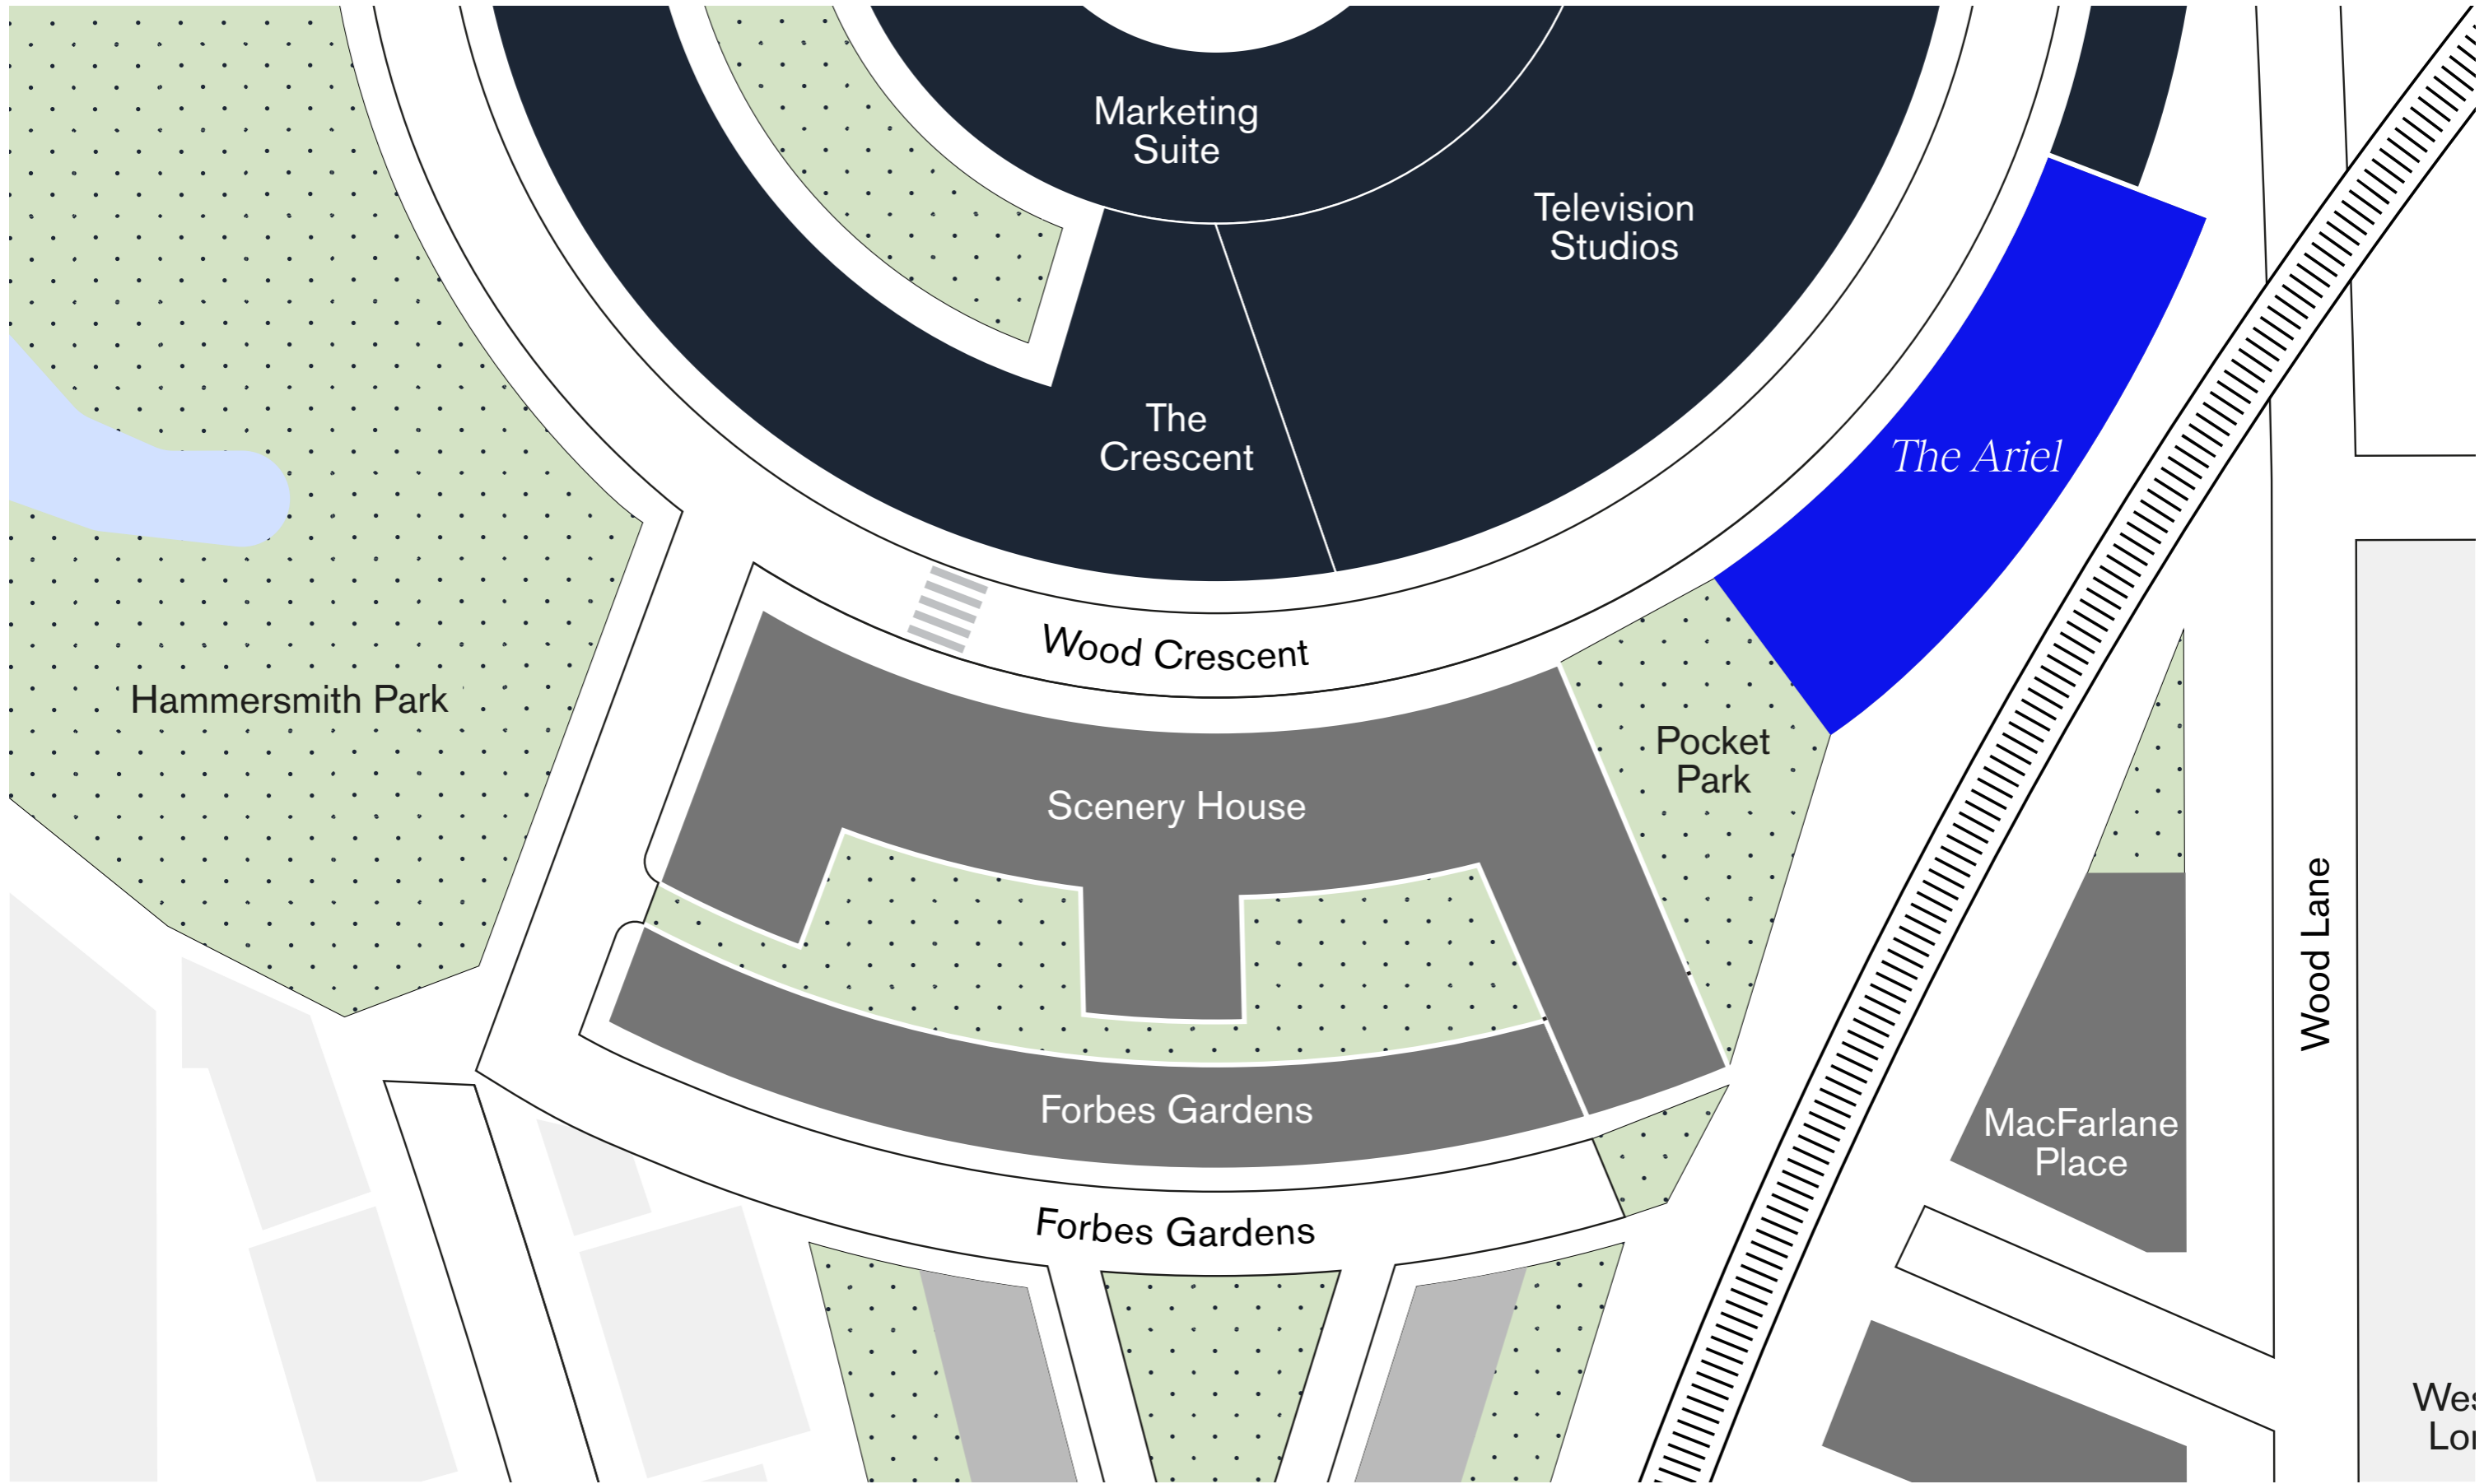 Marketing
Suite
Television
Studios
The
Crescent
The Ariel
Wood Crescent
Hammersmith Park
Pocket
Park
Scenery House
Wood Lane
Forbes Gardens
MacFarlane
Place
Forbes Gardens